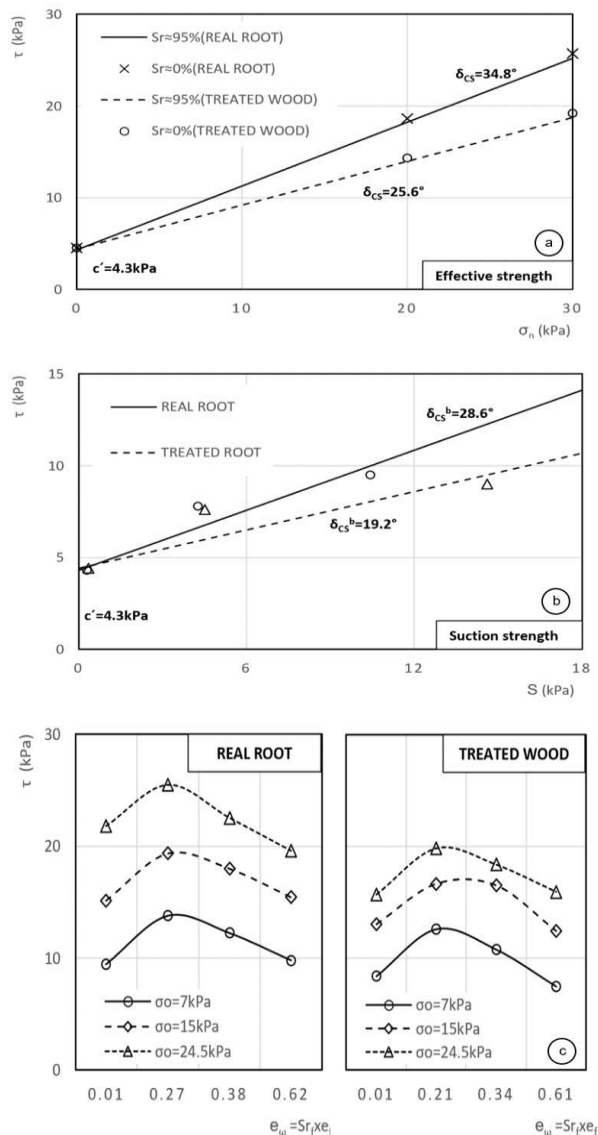 τ (kPa)
30
20
10
0
Sr≈95%(REAL ROOT)
Sr≈0%(REAL ROOT)
Sr≈95%(TREATED WOOD)
Sr≈0%(TREATED WOOD)
δCS=34.8°
δCS=25.6°
c´=4.3kPa
a
Effective strength
0 10 20 30
σn (kPa)
τ (kPa)
15
10
5
0
REAL ROOT
TREATED ROOT
δCSᵇ=28.6°
δCSᵇ=19.2°
c´=4.3kPa
b
Suction strength
0 6 12 18
S (kPa)
τ (kPa)
30
20
10
0
REAL ROOT
TREATED WOOD
σo=7kPa
σo=15kPa
σo=24.5kPa
σo=7kPa
σo=15kPa
σo=24.5kPa
c
0.01 0.27 0.38 0.62
0.01 0.21 0.34 0.61
eω =Srfxe
eω =Srfxef